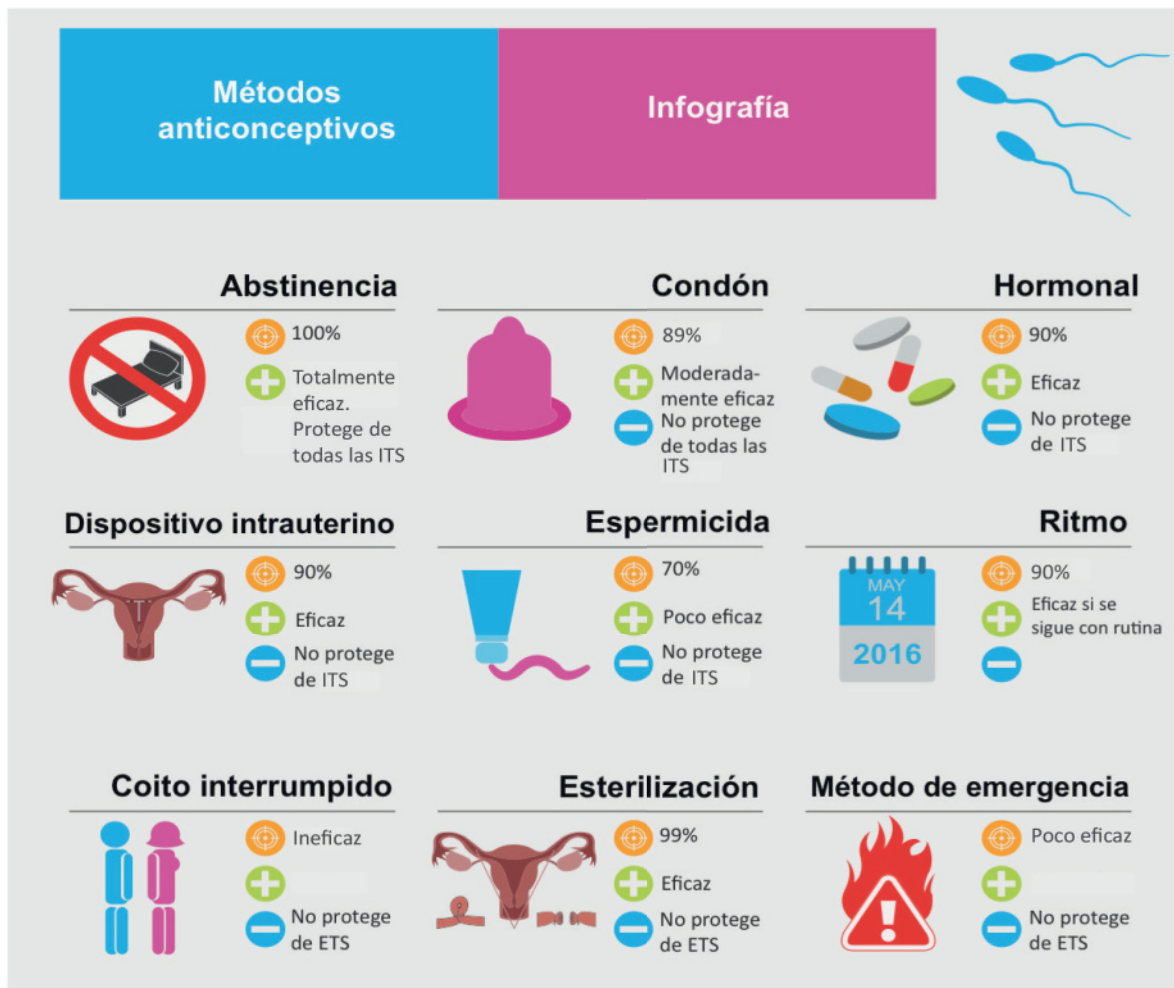 Métodos
anticonceptivos
Infografía
Abstinencia
100%
Totalmente
eficaz.
Protege de
todas las ITS
Condón
89%
Moderada-
mente eficaz
No protege
de todas las
ITS
Hormonal
90%
Eficaz
No protege
de ITS
Dispositivo intrauterino
90%
Eficaz
No protege
de ITS
Espermicida
70%
Poco eficaz
No protege
de ITS
Ritmo
MAY
14
2016
90%
Eficaz si se
sigue con rutina
Coito interrumpido
Ineficaz
No protege
de ETS
Esterilización
99%
Eficaz
No protege
de ETS
Método de emergencia
Poco eficaz
No protege
de ETS